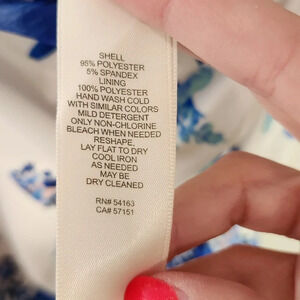 SHELL
95% POLYESTER
5% SPANDEX
LINING
100% POLYESTER
HAND WASH COLD
WITH SIMILAR COLORS
MILD DETERGENT
ONLY NON-CHLORINE
BLEACH WHEN NEEDED
RESHAPE,
LAY FLAT TO DRY
COOL IRON
AS NEEDED
MAY BE
DRY CLEANED
RN# 54163
CA# 57151